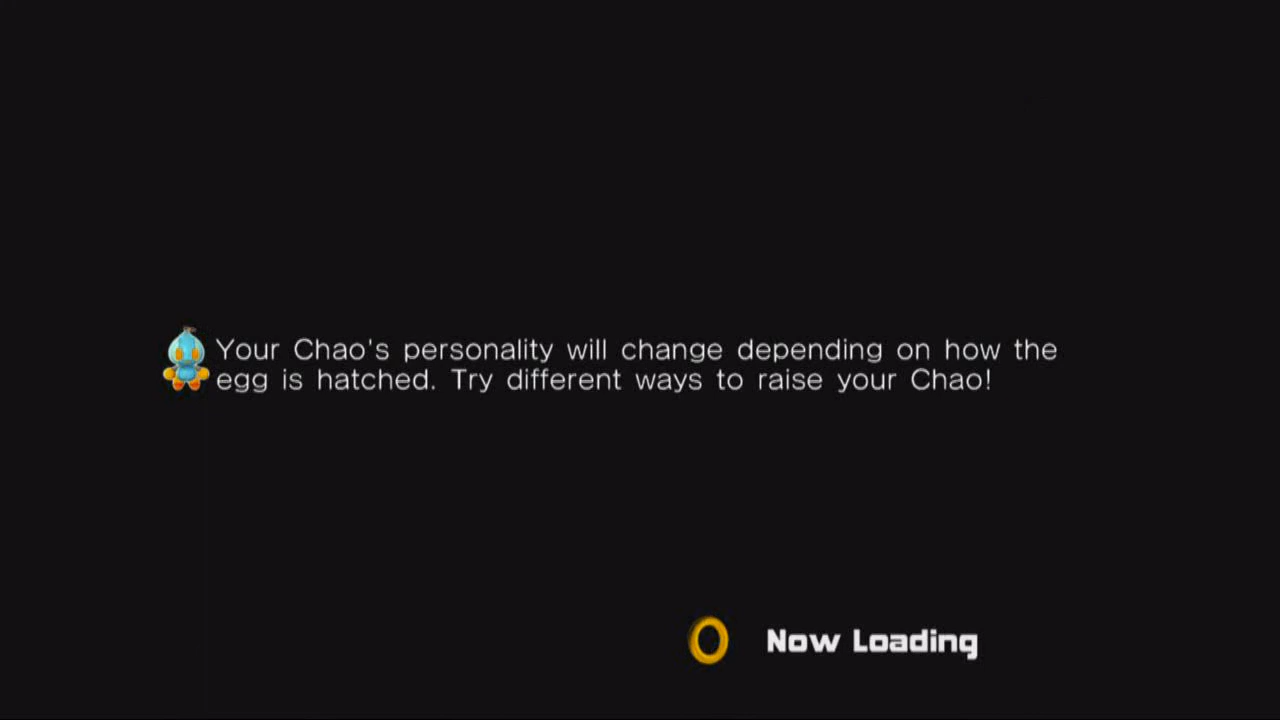 Your Chao's personality will change depending on how the
egg is hatched. Try different ways to raise your Chao!
Now Loading